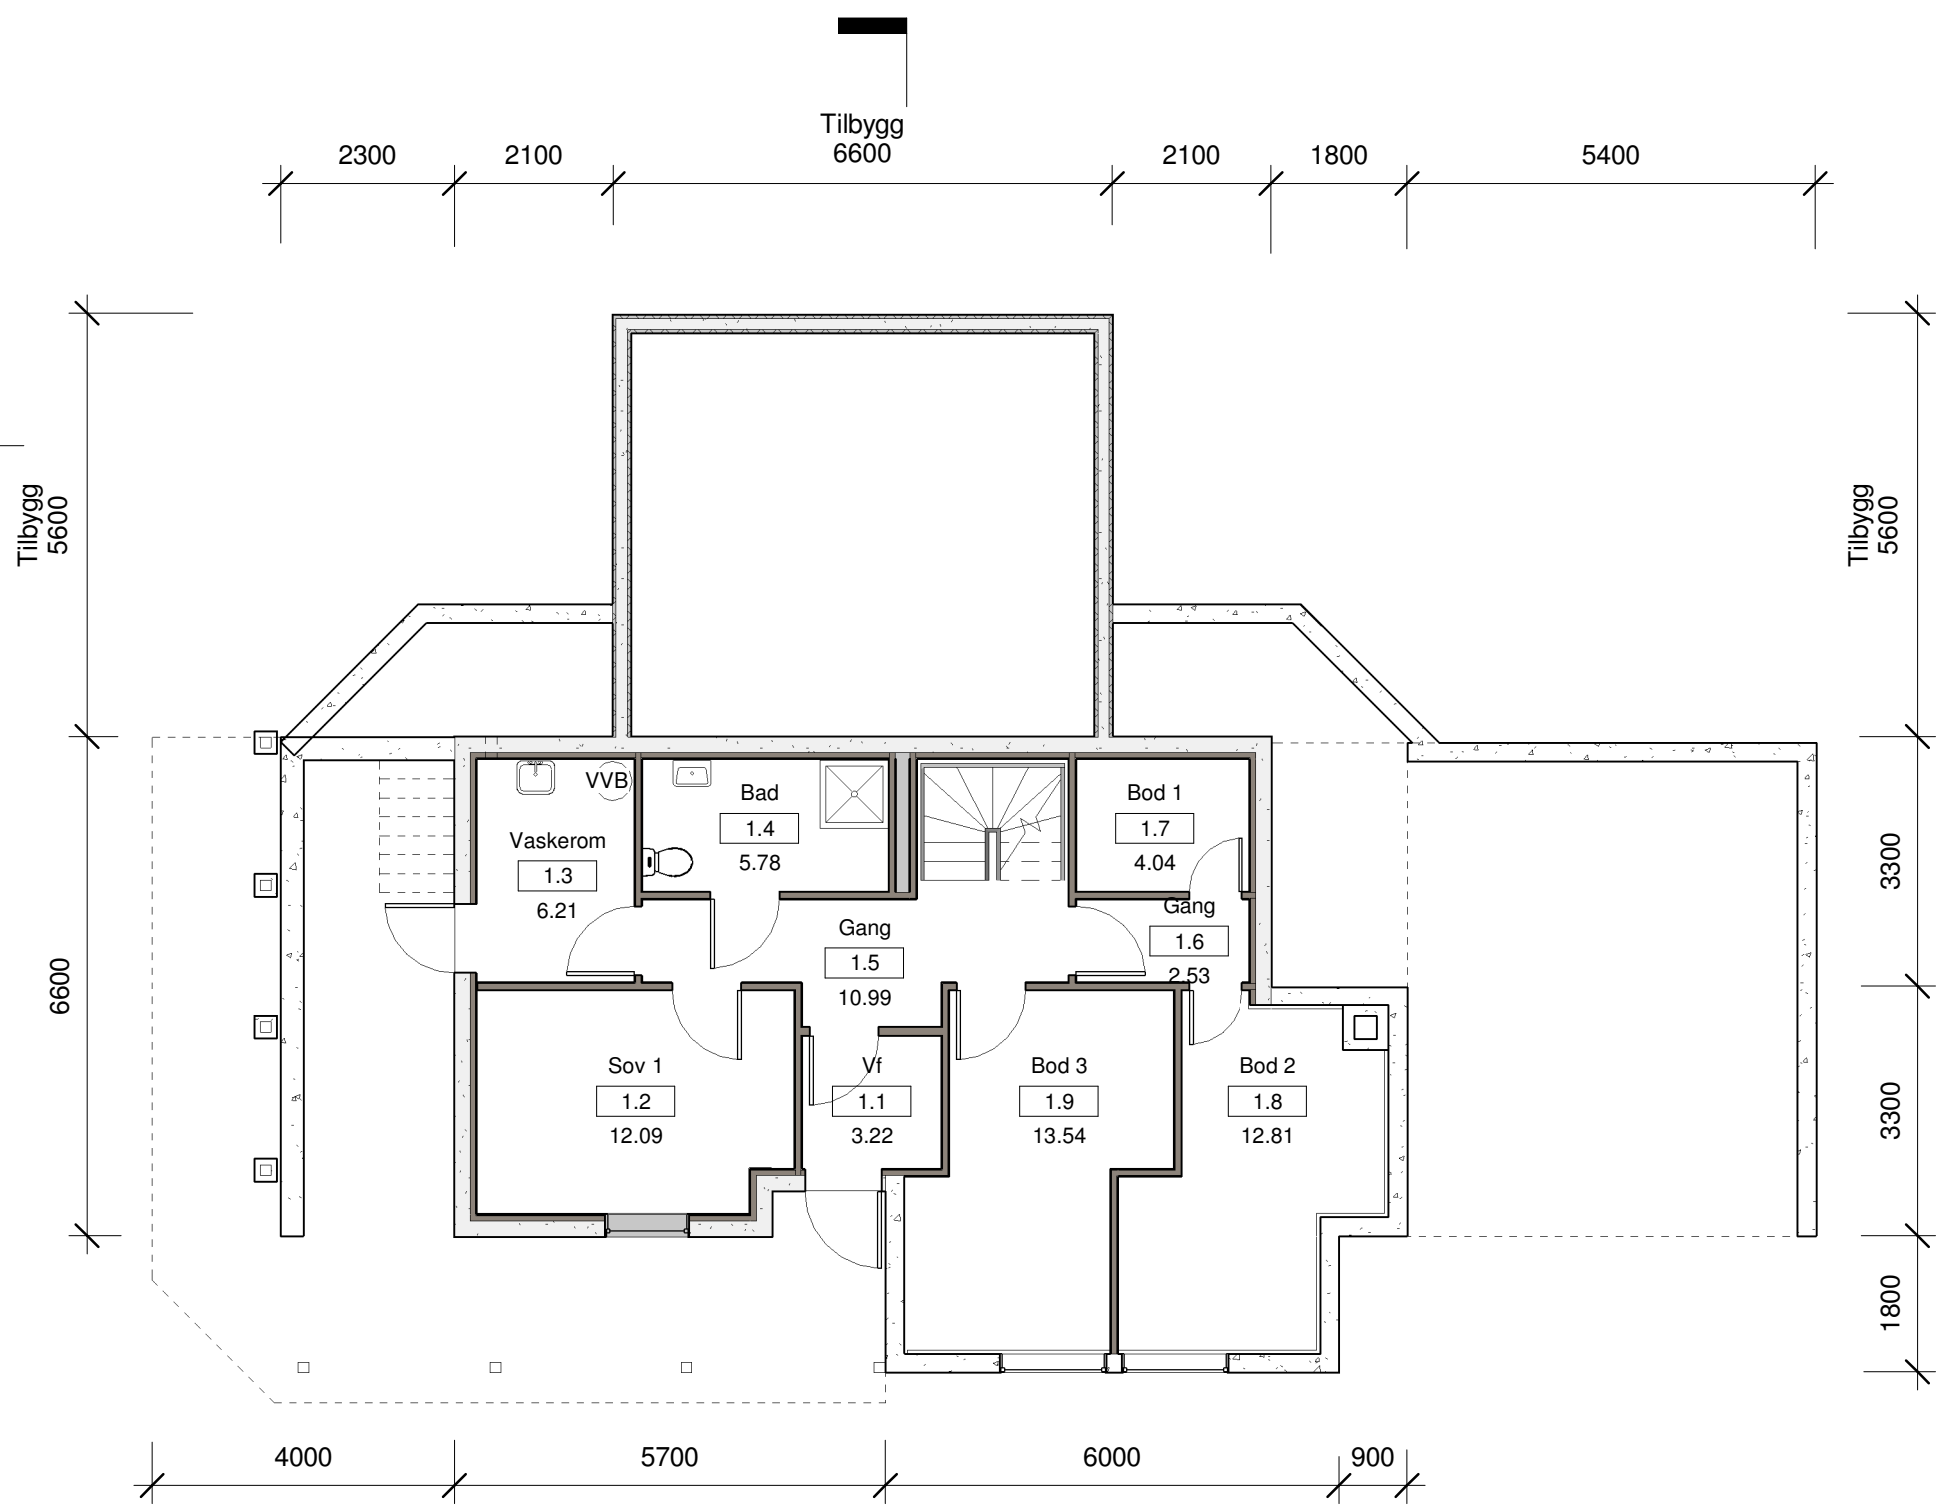 Tilbygg
2300 2100 6600 2100 1800 5400
Tilbygg
5600
Tilbygg
5600
VVB
Bad
1.4
5.78
Bod 1
1.7
4.04
Vaskerom
1.3
6.21
Gang
1.5
10.99
Gang
1.6
2.53
3300
6600
Sov 1
1.2
12.09
Vf
1.1
3.22
Bod 3
1.9
13.54
Bod 2
1.8
12.81
3300
1800
4000 5700 6000 900